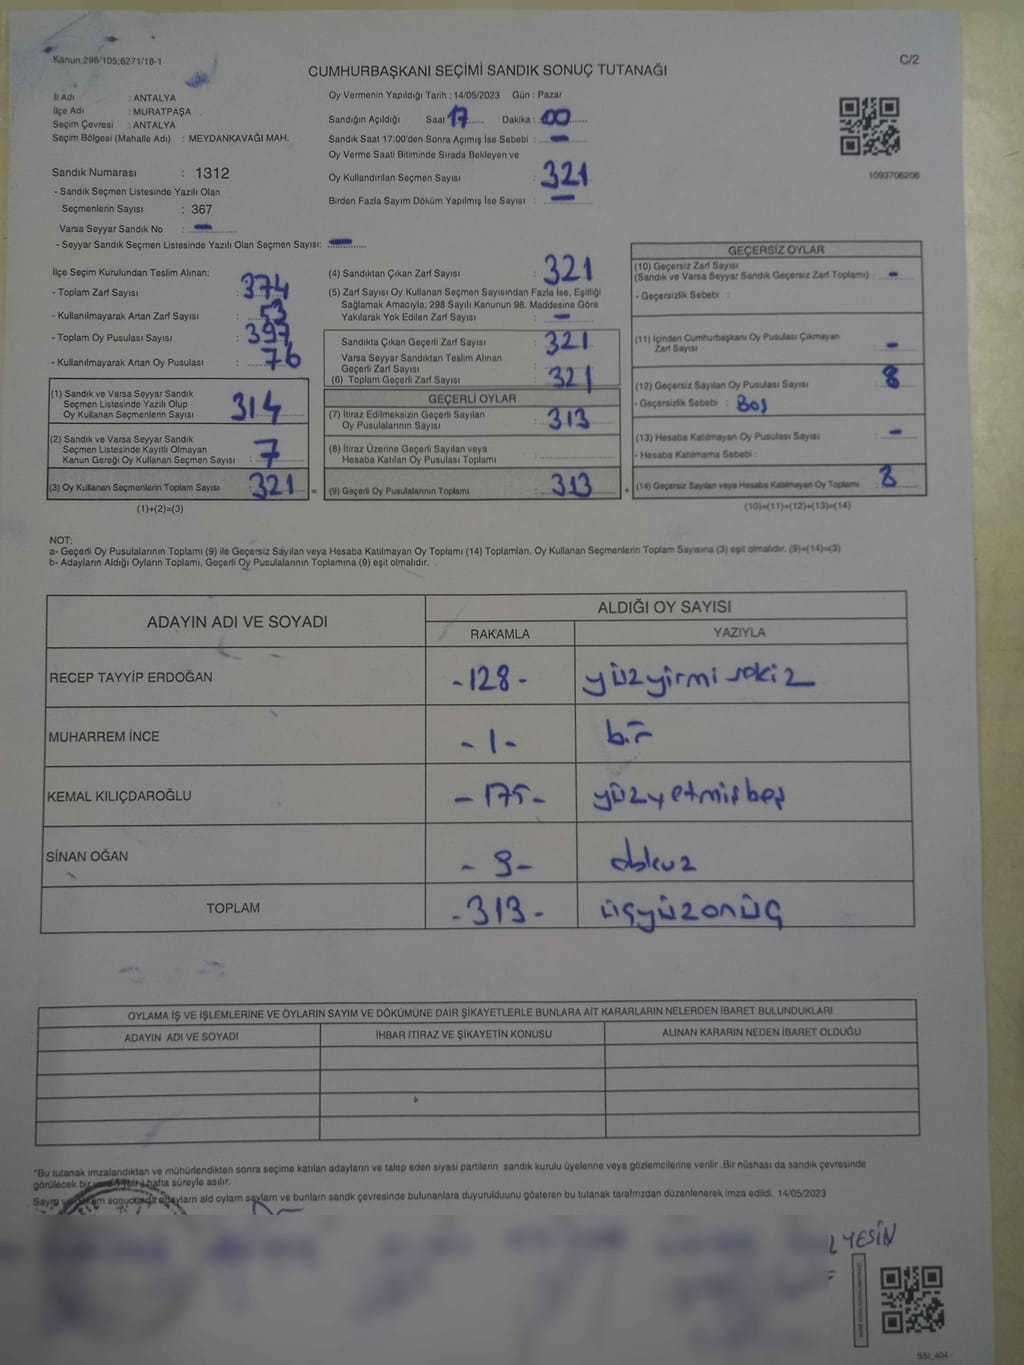 Kanun.298/105;6271/18-1
C/2
CUMHURBAŞKANI SEÇİMİ SANDIK SONUÇ TUTANAĞI
İl Adı : ANTALYA
İlçe Adı : MURATPAŞA
Seçim Çevresi : ANTALYA
Seçim Bölgesi (Mahalle Adı) : MEYDANKAVAĞI MAH.
Sandık Numarası : 1312
- Sandık Seçmen Listesinde Yazılı Olan
Seçmenlerin Sayısı : 367
Varsa Seyyar Sandık No : -
- Seyyar Sandık Seçmen Listesinde Yazılı Olan Seçmen Sayısı: -
Oy Vermenin Yapıldığı Tarih : 14/05/2023 Gün : Pazar
Sandığın Açıldığı Saat 17 Dakika : 00
Sandık Saat 17:00'den Sonra Açımış İse Sebebi : -
Oy Verme Saati Bitiminde Sırada Bekleyen ve
Oy Kullandırılan Seçmen Sayısı : 321
Birden Fazla Sayım Döküm Yapılmış İse Sayısı : -
1093706206
İlçe Seçim Kurulundan Teslim Alınan;
- Toplam Zarf Sayısı : 374
- Kullanılmayarak Artan Zarf Sayısı : 53
- Toplam Oy Pusulası Sayısı : 397
- Kullanılmayarak Artan Oy Pusulası : 76
(1) Sandık ve Varsa Seyyar Sandık
Seçmen Listesinde Yazılı Olup
Oy Kullanan Seçmenlerin Sayısı : 314
(2) Sandık ve Varsa Seyyar Sandık
Seçmen Listesinde Kayıtlı Olmayan
Kanun Gereği Oy Kullanan Seçmen Sayısı : 7
(3) Oy Kullanan Seçmenlerin Toplam Sayısı : 321 =
(1)+(2)=(3)
(4) Sandıktan Çıkan Zarf Sayısı : 321
(5) Zarf Sayısı Oy Kullanan Seçmen Sayısından Fazla İse, Eşitliği
Sağlamak Amacıyla; 298 Sayılı Kanunun 98. Maddesine Göre
Yakılarak Yok Edilen Zarf Sayısı : -
Sandıkta Çıkan Geçerli Zarf Sayısı : 321
Varsa Seyyar Sandıktan Teslim Alınan
Geçerli Zarf Sayısı
(6) Toplam Geçerli Zarf Sayısı : 321
GEÇERLİ OYLAR
(7) İtiraz Edilmeksizin Geçerli Sayılan
Oy Pusulalarının Sayısı : 313
(8) İtiraz Üzerine Geçerli Sayılan veya
Hesaba Katılan Oy Pusulası Toplamı :
(9) Geçerli Oy Pusulalarının Toplamı : 313 +
GEÇERSİZ OYLAR
(10) Geçersiz Zarf Sayısı
(Sandık ve Varsa Seyyar Sandık Geçersiz Zarf Toplamı) : -
- Geçersizlik Sebebi :
(11) İçinden Cumhurbaşkanı Oy Pusulası Çıkmayan
Zarf Sayısı : -
(12) Geçersiz Sayılan Oy Pusulası Sayısı : 8
- Geçersizlik Sebebi : Boş
(13) Hesaba Katılmayan Oy Pusulası Sayısı : -
- Hesaba Katılmama Sebebi :
(14) Geçersiz Sayılan veya Hesaba Katılmayan Oy Toplamı : 8
(10)+(11)+(12)+(13)=(14)
NOT:
a- Geçerli Oy Pusulalarının Toplamı (9) ile Geçersiz Sayılan veya Hesaba Katılmayan Oy Toplamı (14) Toplamları, Oy Kullanan Seçmenlerin Toplam Sayısına (3) eşit olmalıdır. (9)+(14)=(3)
b- Adayların Aldığı Oyların Toplamı, Geçerli Oy Pusulalarının Toplamına (9) eşit olmalıdır.
ADAYIN ADI VE SOYADI
ALDIĞI OY SAYISI
RAKAMLA YAZIYLA
RECEP TAYYİP ERDOĞAN -128- yüzyirmi sekiz
MUHARREM İNCE -1- bir
KEMAL KILIÇDAROĞLU -175- yüzyetmişbeş
SİNAN OĞAN -9- dokuz
TOPLAM -313- üçyüzonüç
OYLAMA İŞ VE İŞLEMLERİNE VE OYLARIN SAYIM VE DÖKÜMÜNE DAİR ŞİKAYETLERLE BUNLARA AİT KARARLARIN NELERDEN İBARET BULUNDUKLARI
ADAYIN ADI VE SOYADI İHBAR İTİRAZ VE ŞİKAYETİN KONUSU ALINAN KARARIN NEDEN İBARET OLDUĞU
*Bu tutanak imzalandıktan ve mühürlendikten sonra seçime katılan adayların ve talep eden siyasi partilerin sandık kurulu üyelerine veya gözlemcilerine verilir .Bir nüshası da sandık çevresinde
görülecek bir yere 1(bir) hafta süreyle asılır.
sonucunda adayların ald oyların sayların ve bunların sandık çevresinde bulunanlara duyurulduunu gösteren bu tutanak tarafmzdan düzenlenerek imza edildi. 14/05/2023
YESİN
SSI_404